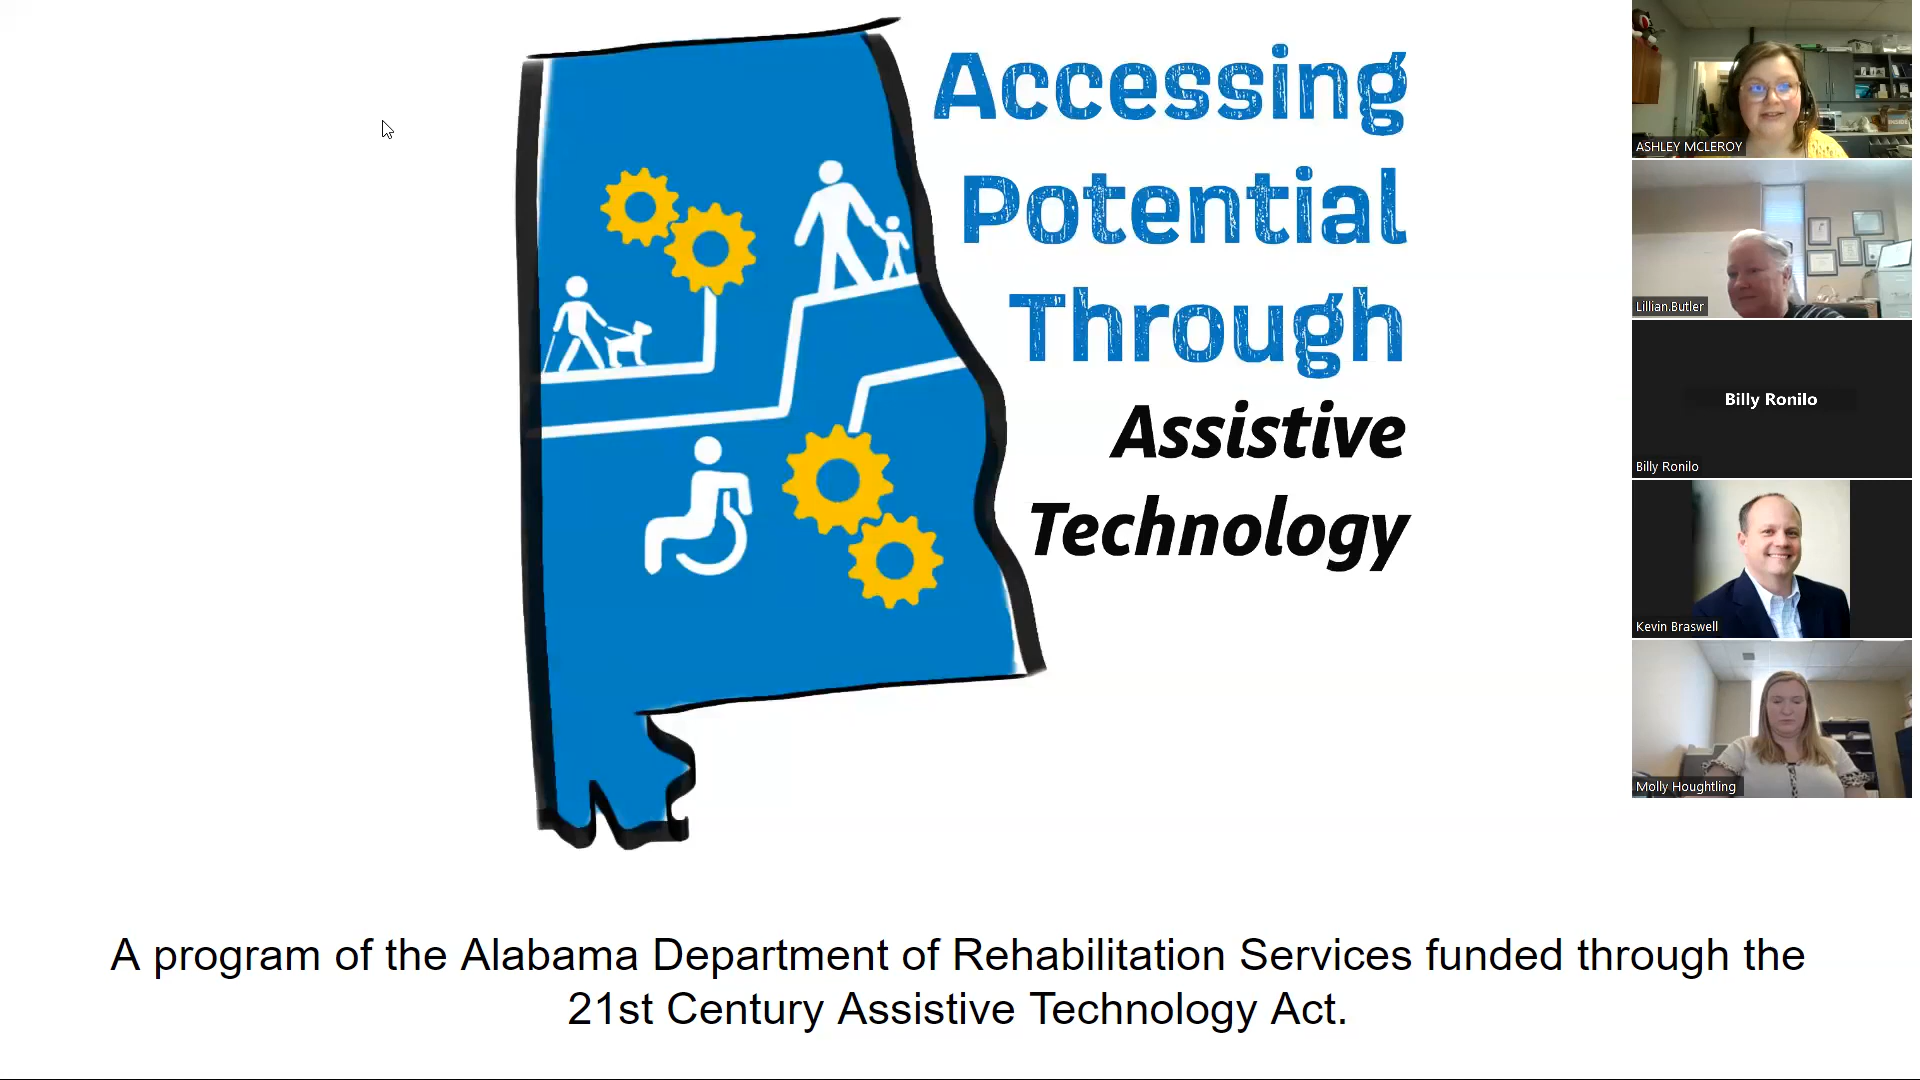 Accessing
Potential
Through
Assistive
Technology
A program of the Alabama Department of Rehabilitation Services funded through the
21st Century Assistive Technology Act.
ASHLEY MCLEROY
Lillian.Butler
Billy Ronilo
Billy Ronilo
Kevin Braswell
Molly Houghtling